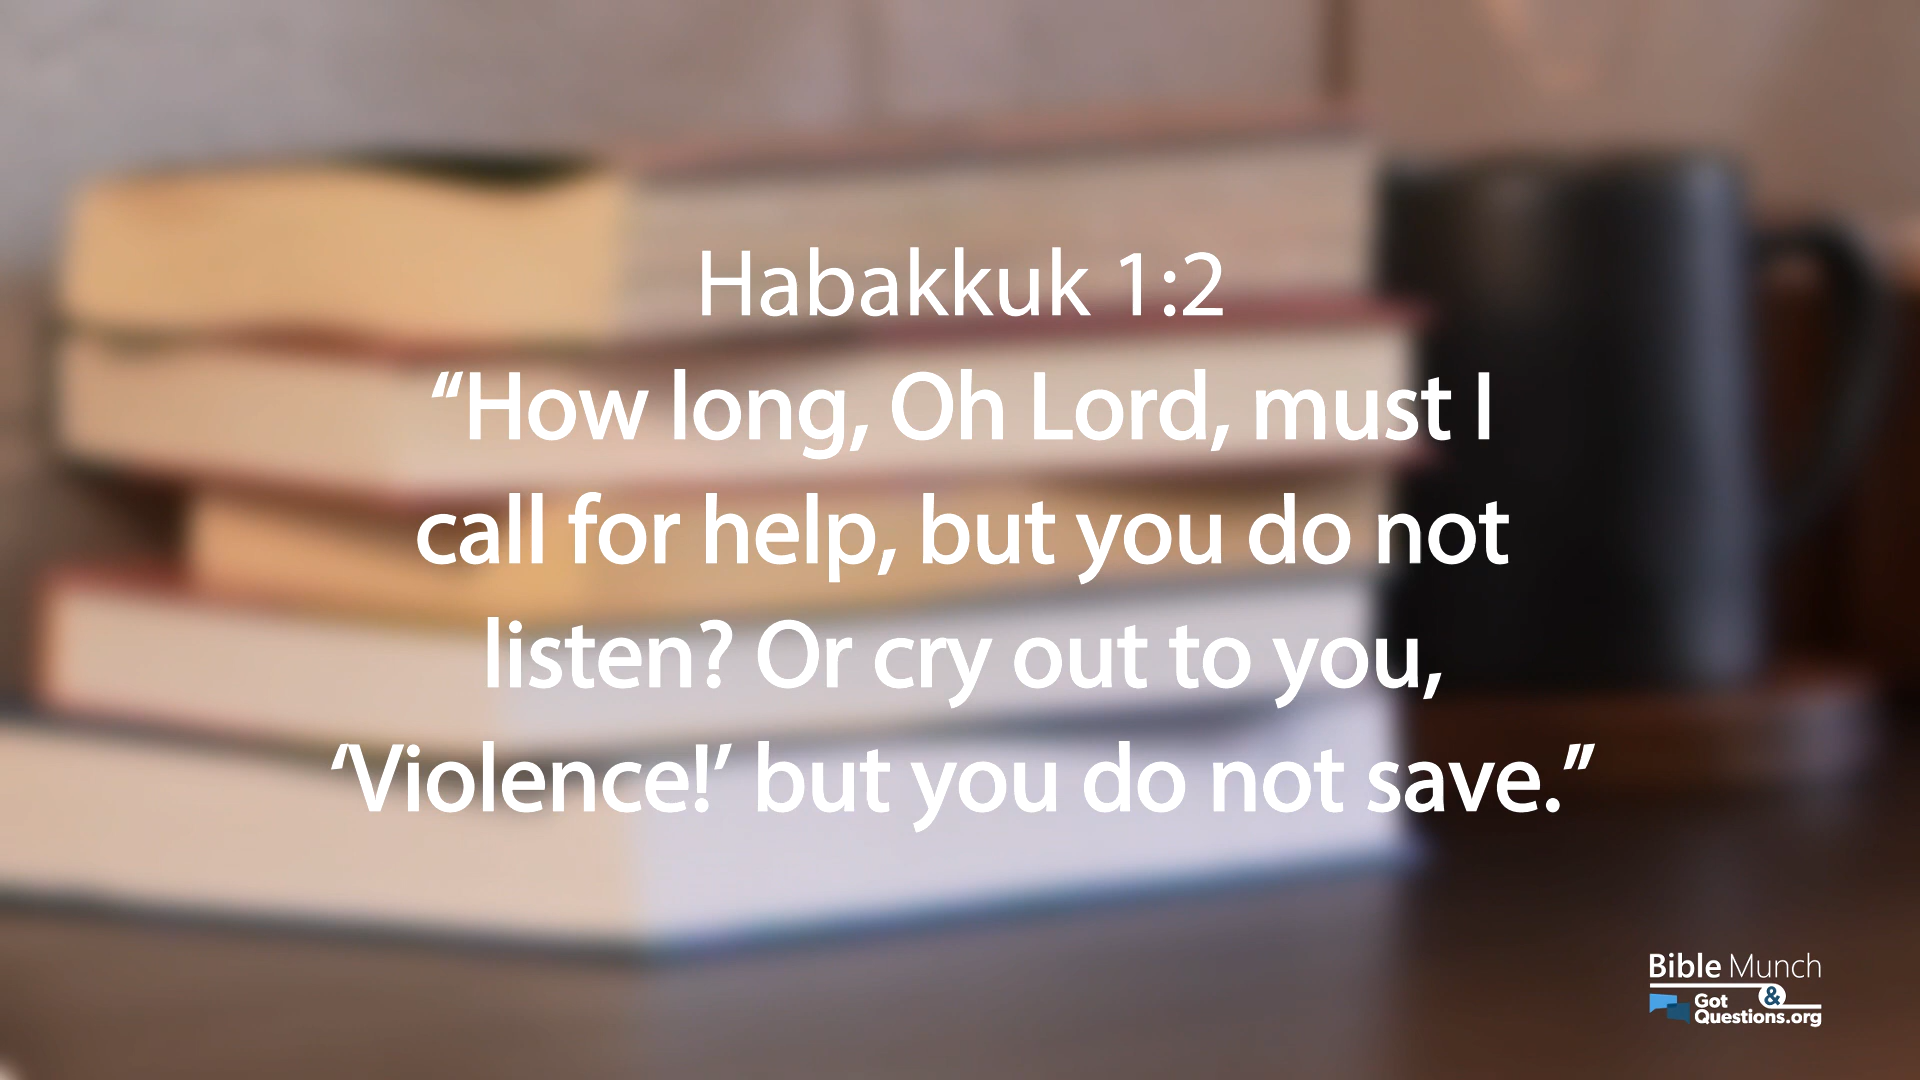 Habakkuk 1:2
“How long, Oh Lord, must I
call for help, but you do not
listen? Or cry out to you,
‘Violence!’ but you do not save.”
Bible Munch
&
Got
Questions.org